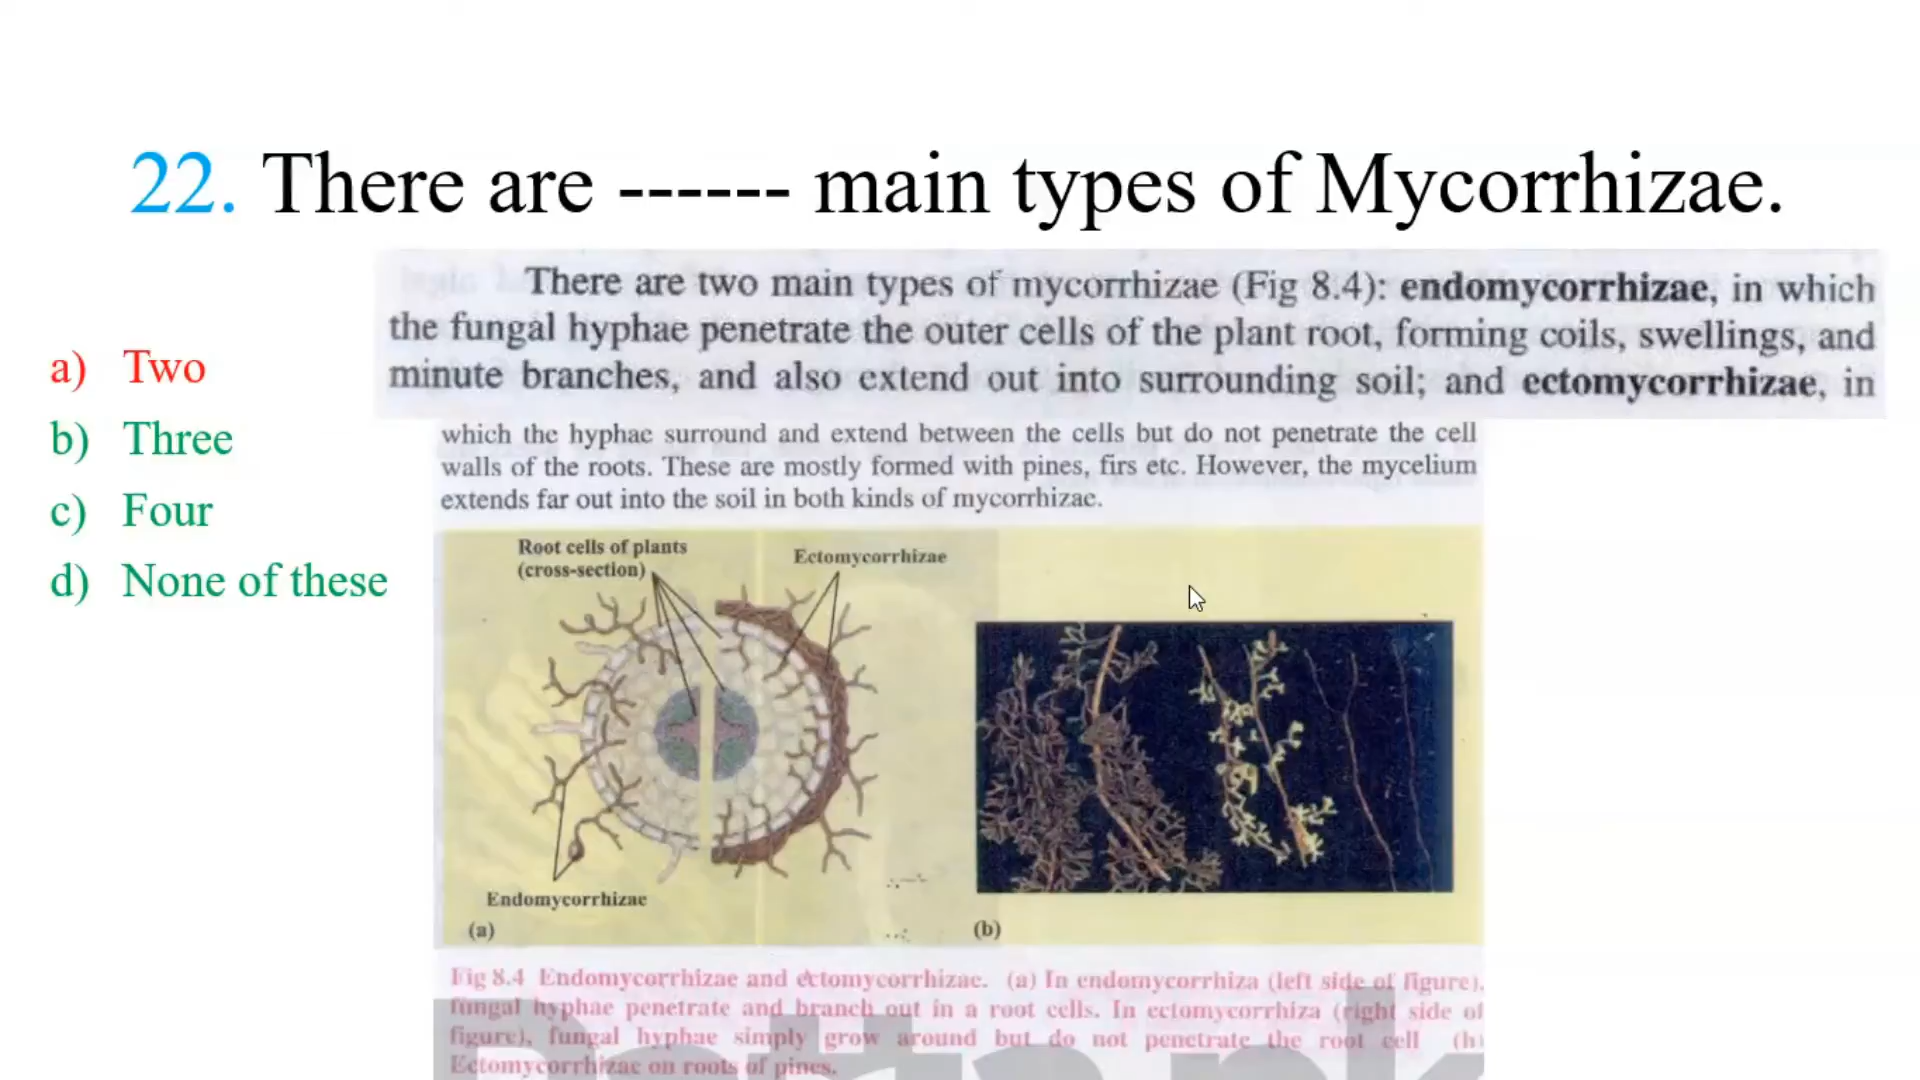 22. There are ------ main types of Mycorrhizae.
There are two main types of mycorrhizae (Fig 8.4): endomycorrhizae, in which
the fungal hyphae penetrate the outer cells of the plant root, forming coils, swellings, and
minute branches, and also extend out into surrounding soil; and ectomycorrhizae, in
which the hyphae surround and extend between the cells but do not penetrate the cell
walls of the roots. These are mostly formed with pines, firs etc. However, the mycelium
extends far out into the soil in both kinds of mycorrhizae.
a) Two
b) Three
c) Four
d) None of these
Root cells of plants
(cross-section)
Ectomycorrhizae
Endomycorrhizae
(a)
(b)
Fig 8.4 Endomycorrhizae and ectomycorrhizae. (a) In endomycorrhiza (left side of figure),
fungal hyphae penetrate and branch out in a root cells. In ectomycorrhiza (right side of
figure), fungal hyphae simply grow around but do not penetrate the root cell (b)
Ectomycorrhizae on roots of pines.